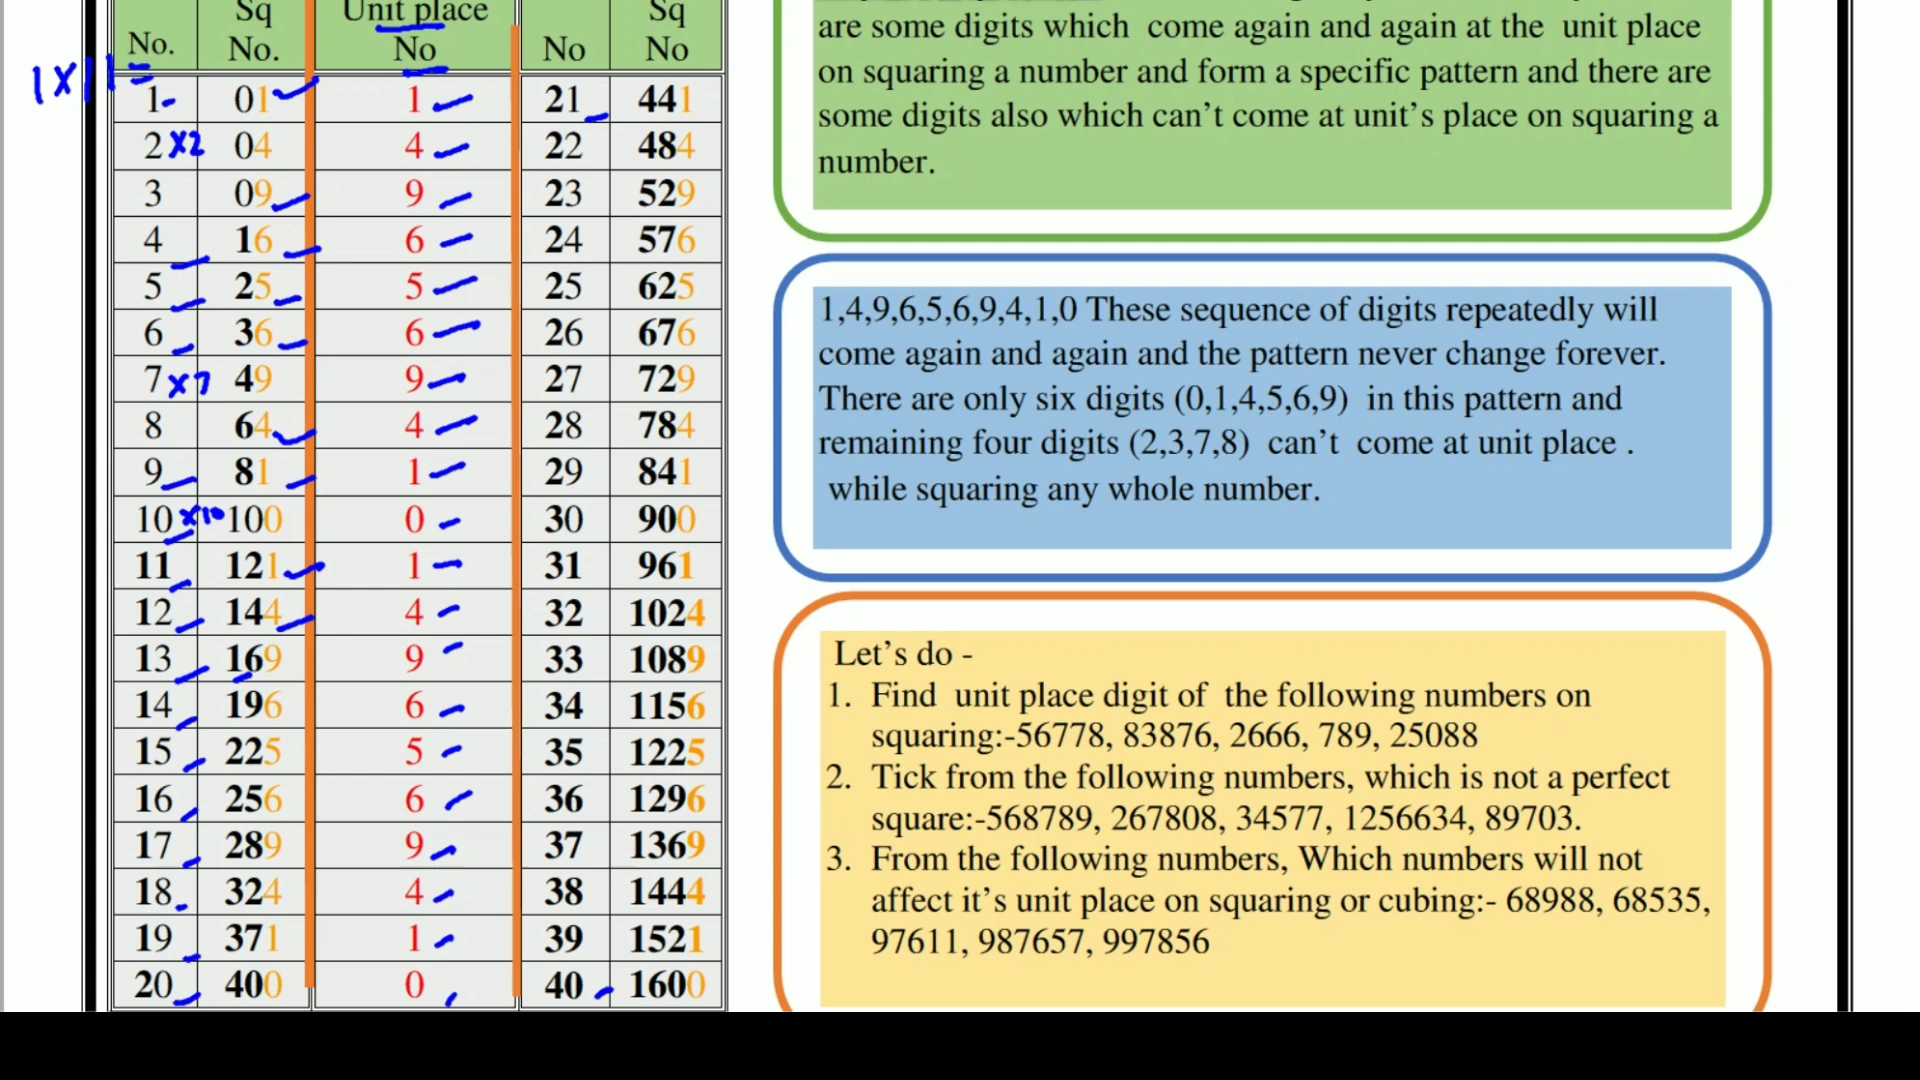 Sq Unit place Sq
No. No. No No No
1X1=
1 01 1 21 441
2 X2 04 4 22 484
3 09 9 23 529
4 16 6 24 576
5 25 5 25 625
6 36 6 26 676
7 X7 49 9 27 729
8 64 4 28 784
9 81 1 29 841
10 X10 100 0 30 900
11 121 1 31 961
12 144 4 32 1024
13 169 9 33 1089
14 196 6 34 1156
15 225 5 35 1225
16 256 6 36 1296
17 289 9 37 1369
18 324 4 38 1444
19 371 1 39 1521
20 400 0 40 1600
are some digits which come again and again at the unit place
on squaring a number and form a specific pattern and there are
some digits also which can’t come at unit’s place on squaring a
number.
1,4,9,6,5,6,9,4,1,0 These sequence of digits repeatedly will
come again and again and the pattern never change forever.
There are only six digits (0,1,4,5,6,9) in this pattern and
remaining four digits (2,3,7,8) can’t come at unit place .
while squaring any whole number.
Let’s do -
1. Find unit place digit of the following numbers on
squaring:-56778, 83876, 2666, 789, 25088
2. Tick from the following numbers, which is not a perfect
square:-568789, 267808, 34577, 1256634, 89703.
3. From the following numbers, Which numbers will not
affect it’s unit place on squaring or cubing:- 68988, 68535,
97611, 987657, 997856